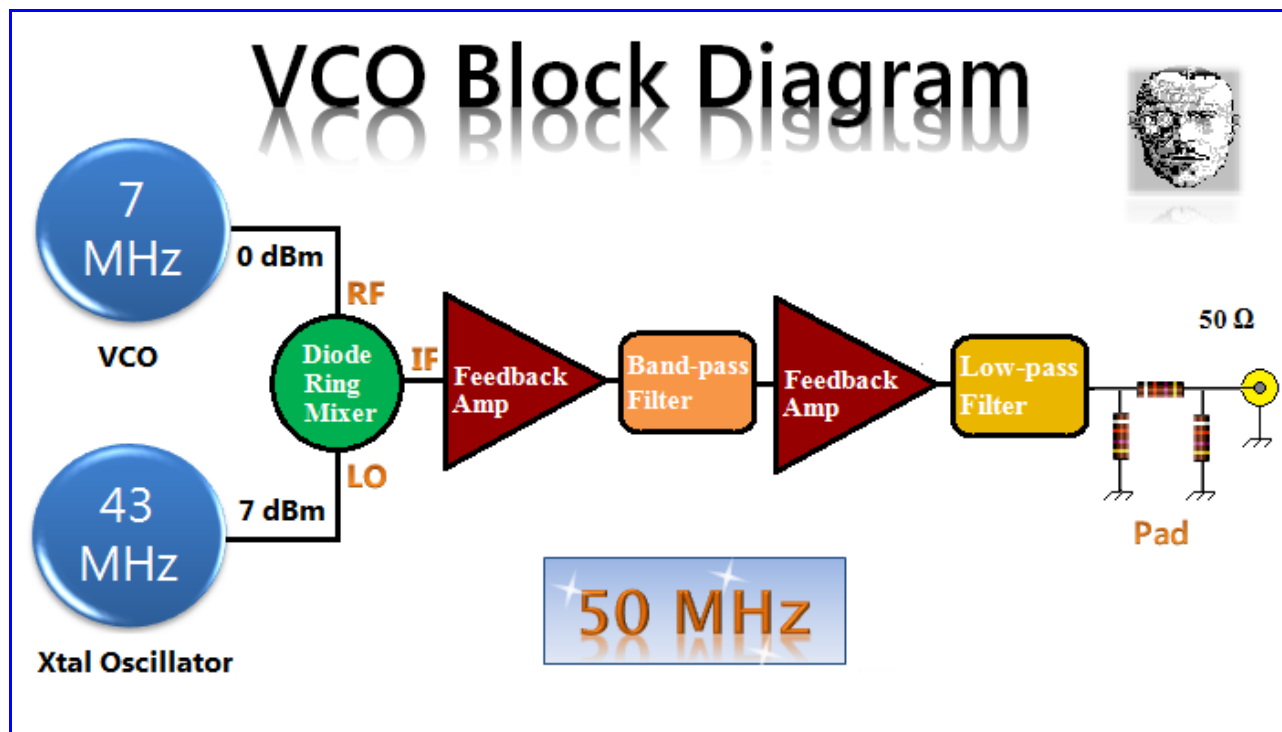 VCO Block Diagram
7
MHz
0 dBm
VCO
RF
Diode
Ring
Mixer
IF
LO
43
MHz
7 dBm
Xtal Oscillator
Feedback
Amp
Band-pass
Filter
Feedback
Amp
Low-pass
Filter
50 Ω
Pad
50 MHz